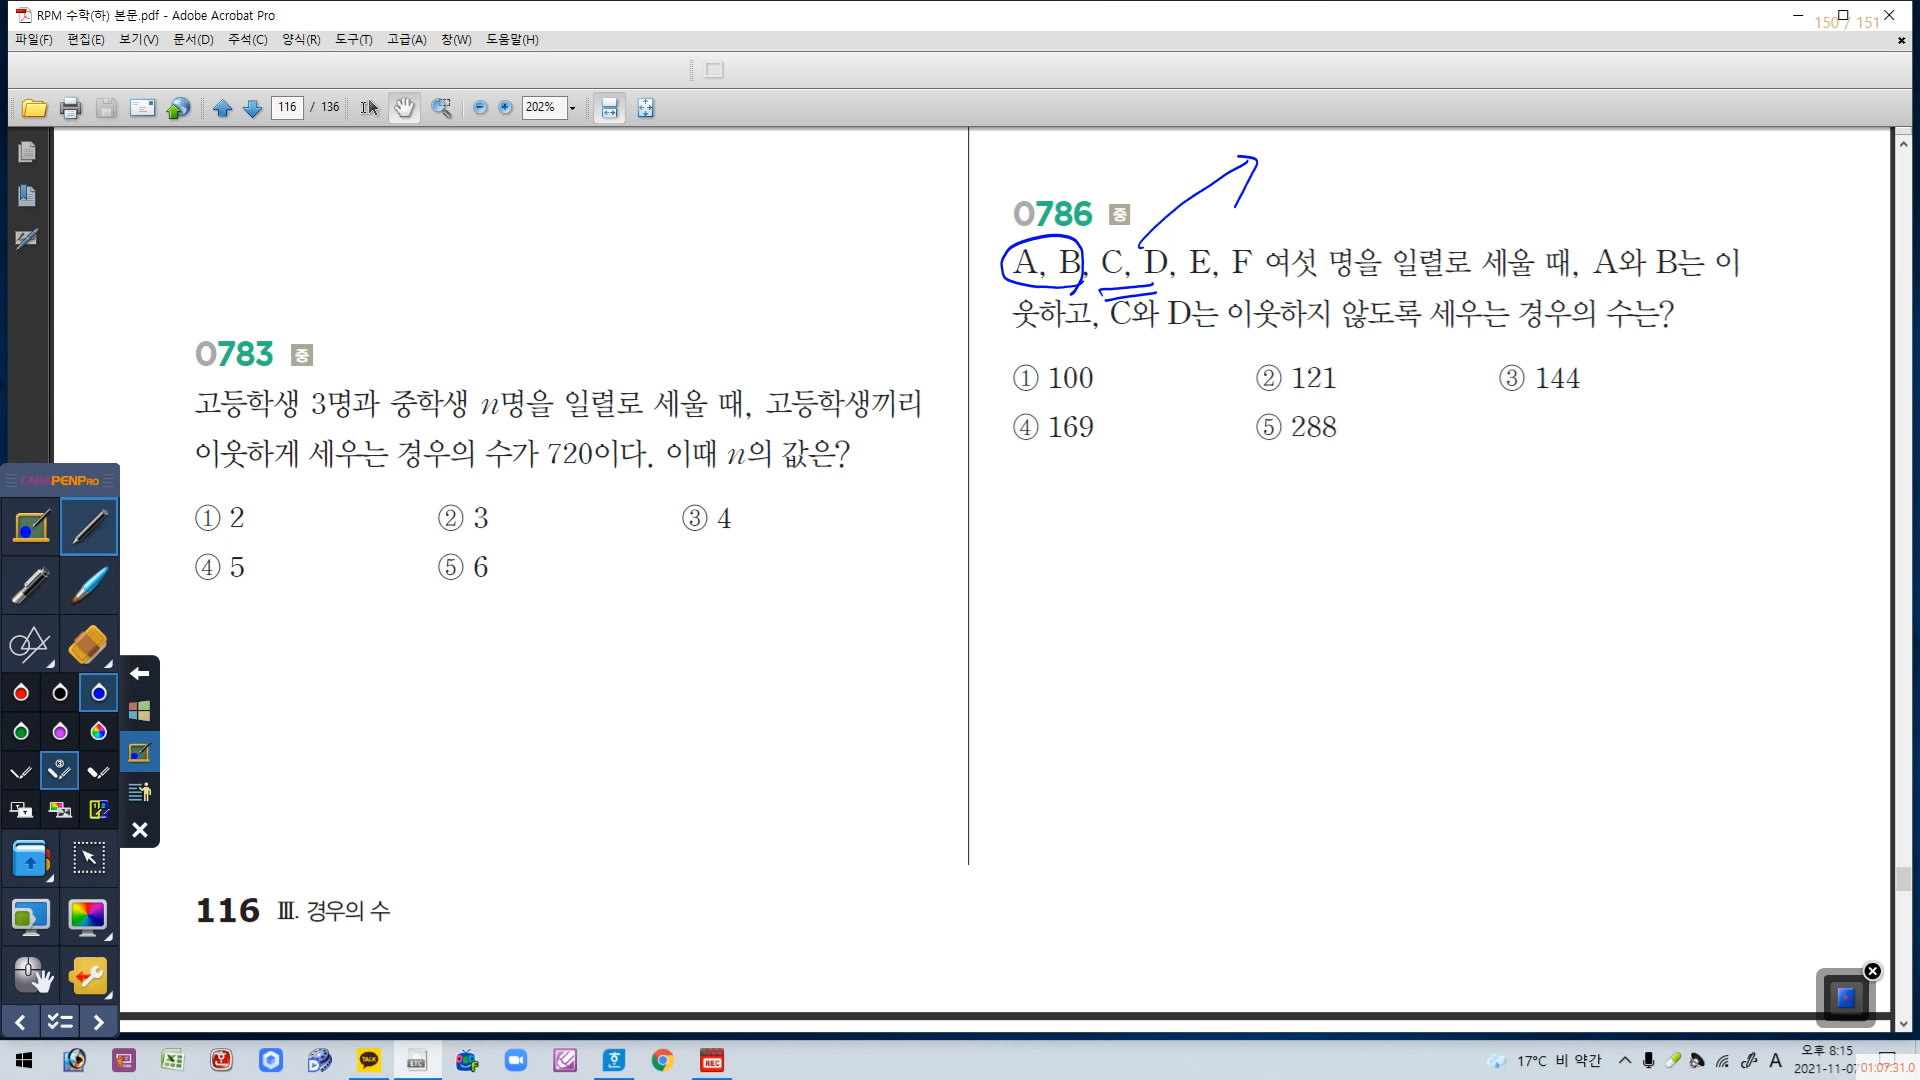 RPM 수학(하) 본문.pdf - Adobe Acrobat Pro
150 / 151
파일(F) 편집(E) 보기(V) 문서(D) 주석(C) 양식(R) 도구(T) 고급(A) 창(W) 도움말(H)
116 / 136 202%
0783 중
고등학생 3명과 중학생 n명을 일렬로 세울 때, 고등학생끼리
이웃하게 세우는 경우의 수가 720이다. 이때 n의 값은?
① 2 ② 3 ③ 4
④ 5 ⑤ 6
116 Ⅲ. 경우의 수
0786 중
A, B, C, D, E, F 여섯 명을 일렬로 세울 때, A와 B는 이
웃하고, C와 D는 이웃하지 않도록 세우는 경우의 수는?
① 100 ② 121 ③ 144
④ 169 ⑤ 288
CARAPENPRO
TALK
ETC
REC
17°C 비 약간
A
오후 8:15
2021-11-07
01:07:31.0